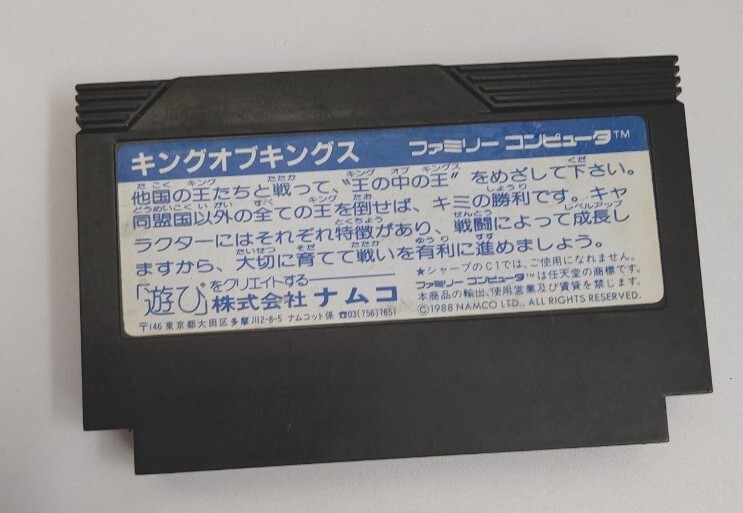 キングオブキングス
ファミリー コンピュータ™
他国の王たちと戦って、“王の中の王”をめざして下さい。
同盟国以外の全ての王を倒せば、キミの勝利です。キャ
ラクターにはそれぞれ特徴があり、戦闘によって成長し
ますから、大切に育てて戦いを有利に進めましょう。
「遊び」をクリエイトする
株式会社 ナムコ
〒146 東京都大田区多摩川2-8-5 ナムコット係 ☎03(756)7651
★シャープのC1では、ご使用になれません。
ファミリー コンピュータ™は任天堂の商標です。
本商品の輸出、使用営業及び賃貸を禁じます。
©1988 NAMCO LTD., ALL RIGHTS RESERVED.